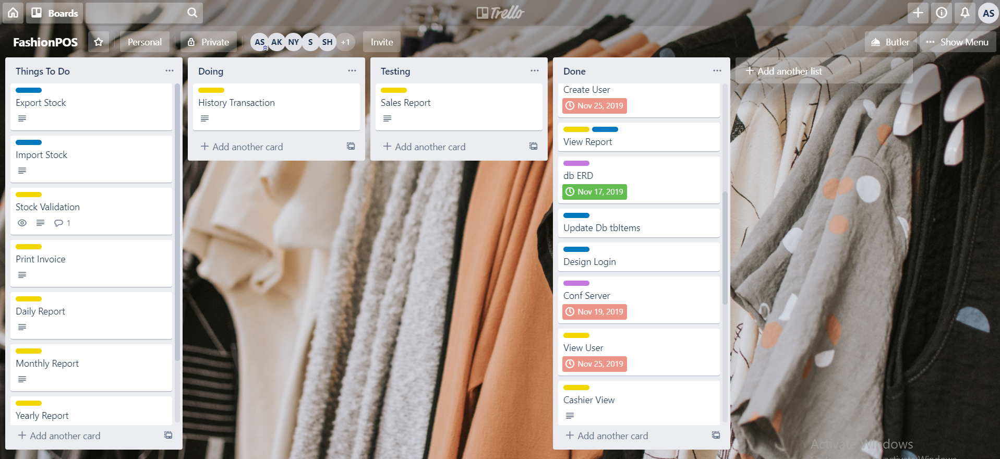 Boards
Trello
AS
FashionPOS
Personal
Private
AS AK NY S SH +1
Invite
Butler
Show Menu
Things To Do
Export Stock
Import Stock
Stock Validation
1
Print Invoice
Daily Report
Monthly Report
Yearly Report
+ Add another card
Doing
History Transaction
+ Add another card
Testing
Sales Report
+ Add another card
Done
Create User
Nov 25, 2019
View Report
db ERD
Nov 17, 2019
Update Db tbItems
Design Login
Conf Server
Nov 19, 2019
View User
Nov 25, 2019
Cashier View
+ Add another card
+ Add another list
Activate Windows